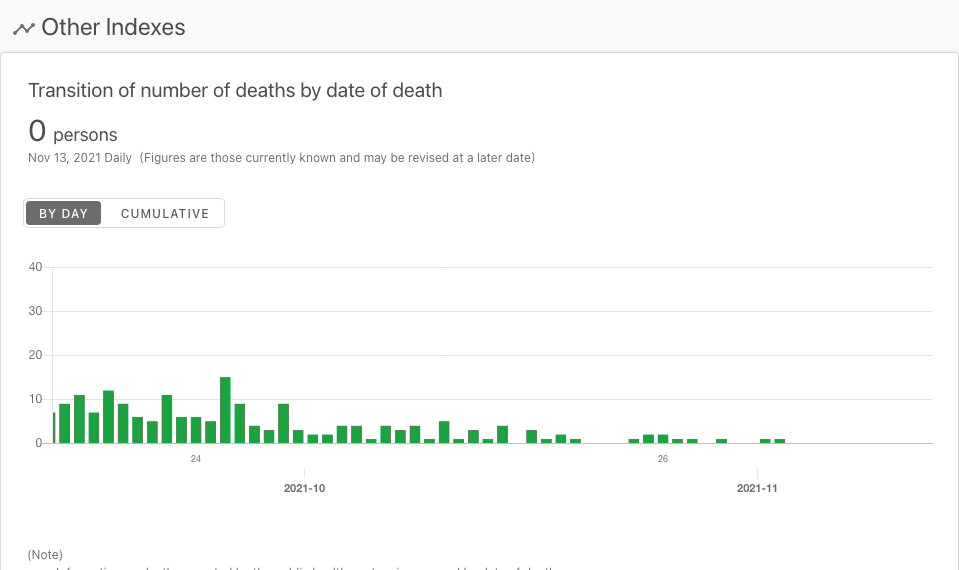 Other Indexes
Transition of number of deaths by date of death
0 persons
Nov 13, 2021 Daily (Figures are those currently known and may be revised at a later date)
BY DAY CUMULATIVE
40
30
20
10
0
24 26
2021-10 2021-11
(Note)